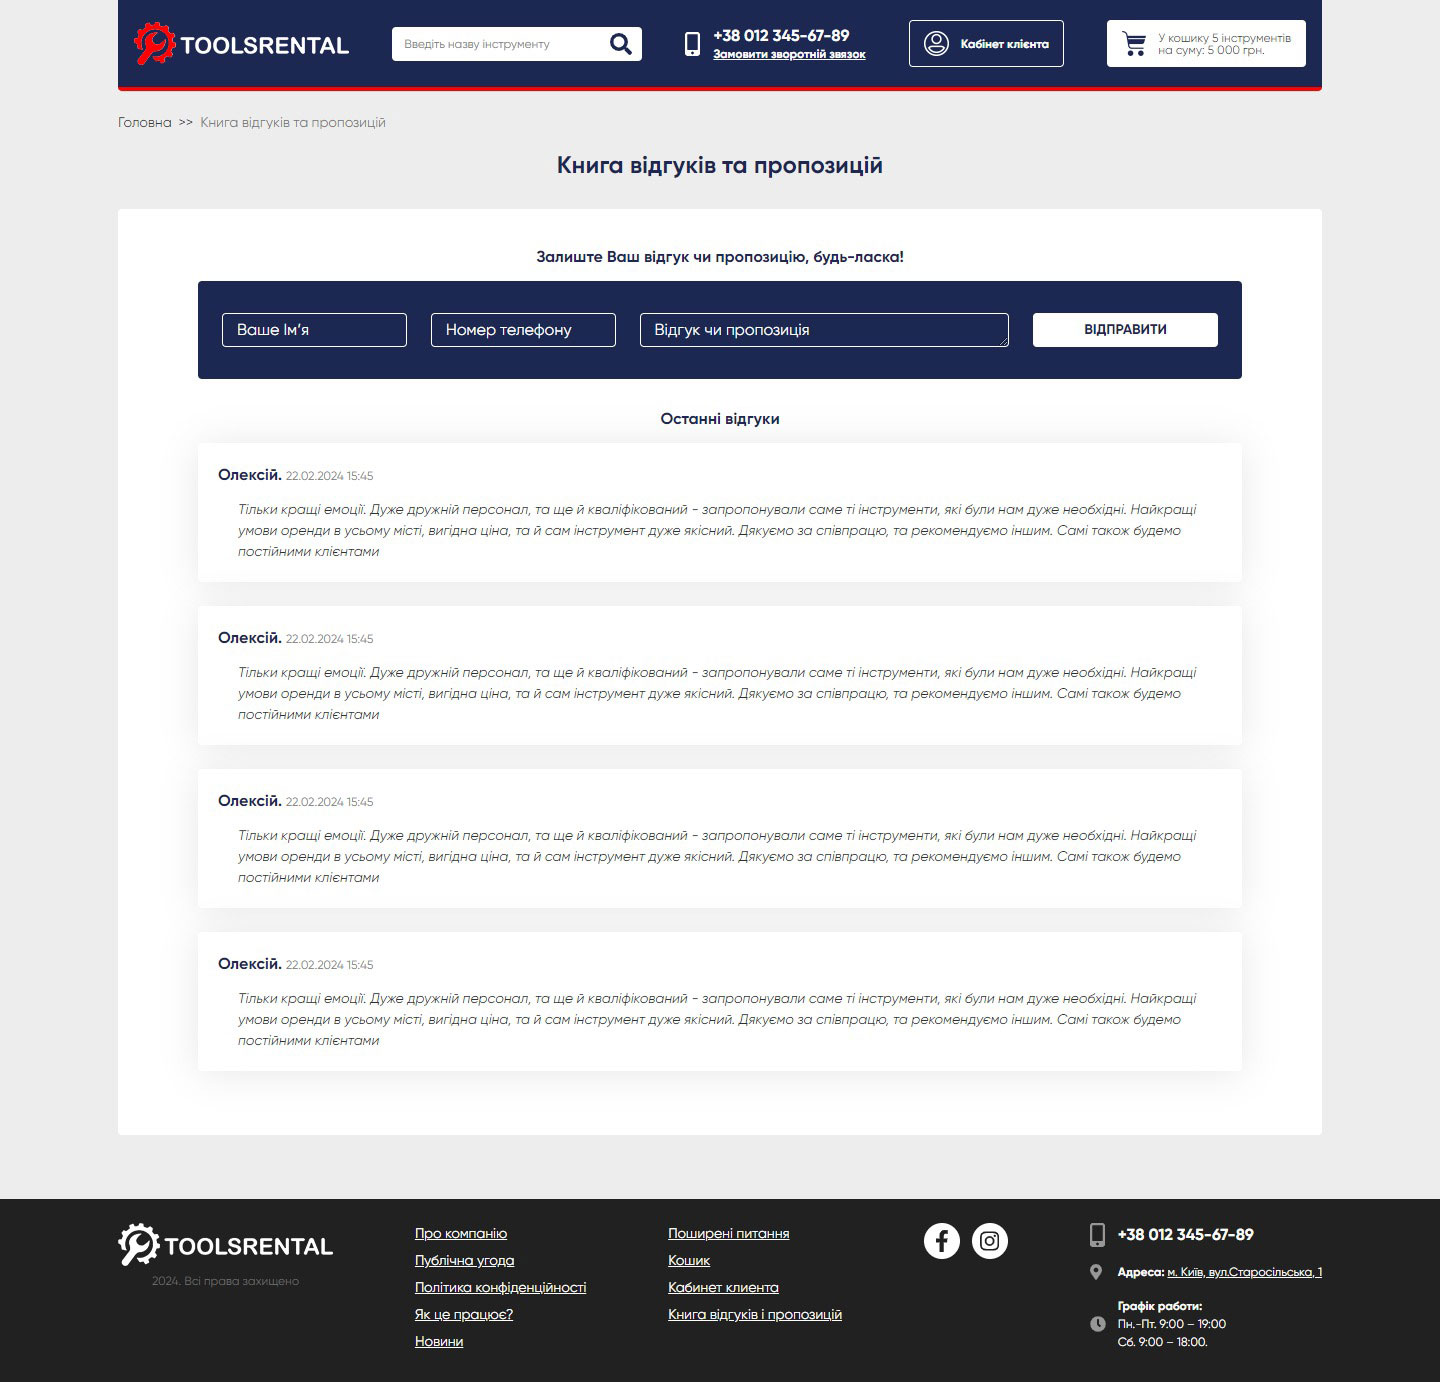 TOOLSRENTAL
Введіть назву інструменту
+38 012 345-67-89
Замовити зворотній звязок
Кабінет клієнта
У кошику 5 інструментів
на суму: 5 000 грн.
Головна >> Книга відгуків та пропозицій
Книга відгуків та пропозицій
Залиште Ваш відгук чи пропозицію, будь-ласка!
Ваше Ім’я
Номер телефону
Відгук чи пропозиція
ВІДПРАВИТИ
Останні відгуки
Олексій. 22.02.2024 15:45
Тільки кращі емоції. Дуже дружній персонал, та ще й кваліфікований - запропонували саме ті інструменти, які були нам дуже необхідні. Найкращі
умови оренди в усьому місті, вигідна ціна, та й сам інструмент дуже якісний. Дякуємо за співпрацю, та рекомендуємо іншим. Самі також будемо
постійними клієнтами
Олексій. 22.02.2024 15:45
Тільки кращі емоції. Дуже дружній персонал, та ще й кваліфікований - запропонували саме ті інструменти, які були нам дуже необхідні. Найкращі
умови оренди в усьому місті, вигідна ціна, та й сам інструмент дуже якісний. Дякуємо за співпрацю, та рекомендуємо іншим. Самі також будемо
постійними клієнтами
Олексій. 22.02.2024 15:45
Тільки кращі емоції. Дуже дружній персонал, та ще й кваліфікований - запропонували саме ті інструменти, які були нам дуже необхідні. Найкращі
умови оренди в усьому місті, вигідна ціна, та й сам інструмент дуже якісний. Дякуємо за співпрацю, та рекомендуємо іншим. Самі також будемо
постійними клієнтами
Олексій. 22.02.2024 15:45
Тільки кращі емоції. Дуже дружній персонал, та ще й кваліфікований - запропонували саме ті інструменти, які були нам дуже необхідні. Найкращі
умови оренди в усьому місті, вигідна ціна, та й сам інструмент дуже якісний. Дякуємо за співпрацю, та рекомендуємо іншим. Самі також будемо
постійними клієнтами
TOOLSRENTAL
2024. Всі права захищено
Про компанію
Публічна угода
Політика конфіденційності
Як це працює?
Новини
Поширені питання
Кошик
Кабинет клиента
Книга відгуків і пропозицій
+38 012 345-67-89
Адреса: м. Київ, вул.Старосільська, 1
Графік работи:
Пн.-Пт. 9:00 – 19:00
Сб. 9:00 – 18:00.